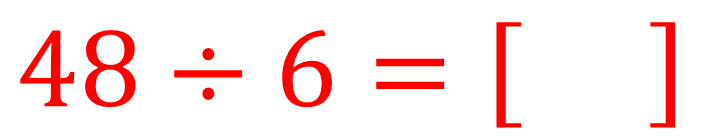 48 ÷ 6 = [ ]